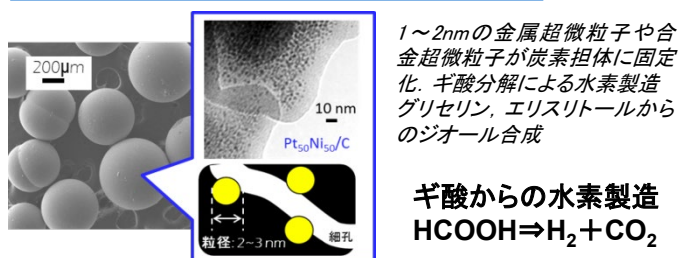 200μm
10 nm
Pt₅₀Ni₅₀/C
粒径:2~3 nm
細孔
1～2nmの金属超微粒子や合
金超微粒子が炭素担体に固定
化. ギ酸分解による水素製造
グリセリン, エリスリトールから
のジオール合成
ギ酸からの水素製造
HCOOH⇒H₂＋CO₂